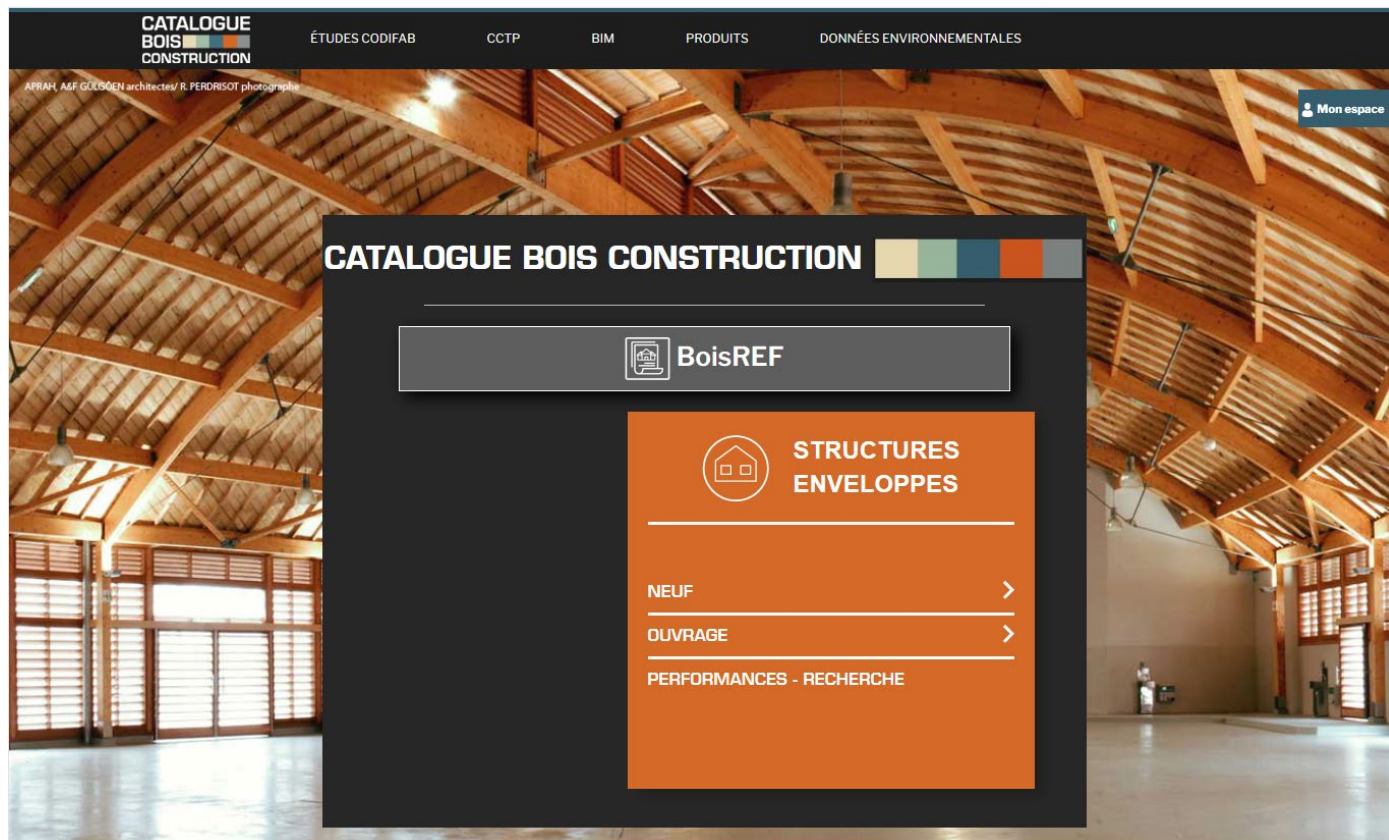 CATALOGUE
BOIS
CONSTRUCTION
ÉTUDES CODIFAB
CCTP
BIM
PRODUITS
DONNÉES ENVIRONNEMENTALES
APRAH, A&F GÜLGÖEN architectes/ R. PERDRISOT photographe
Mon espace
CATALOGUE BOIS CONSTRUCTION
BoisREF
STRUCTURES
ENVELOPPES
NEUF
OUVRAGE
PERFORMANCES - RECHERCHE